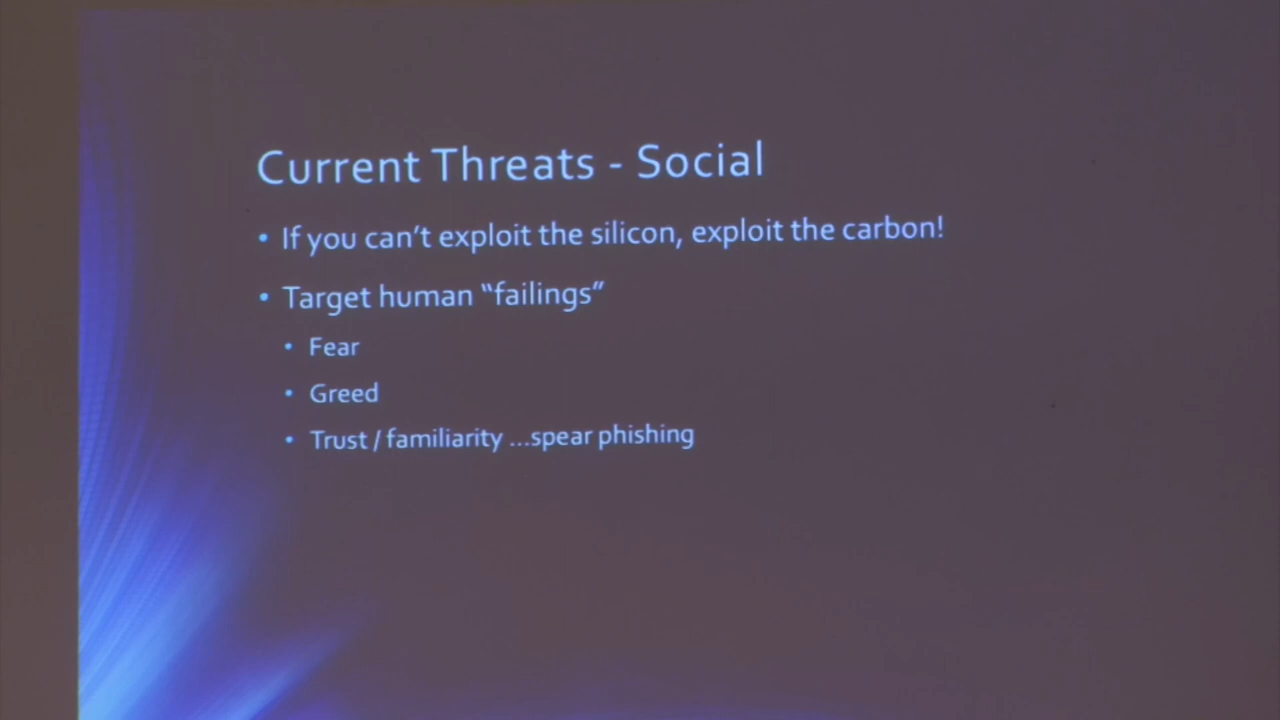 Current Threats - Social
• If you can’t exploit the silicon, exploit the carbon!
• Target human “failings”
• Fear
• Greed
• Trust / familiarity ...spear phishing